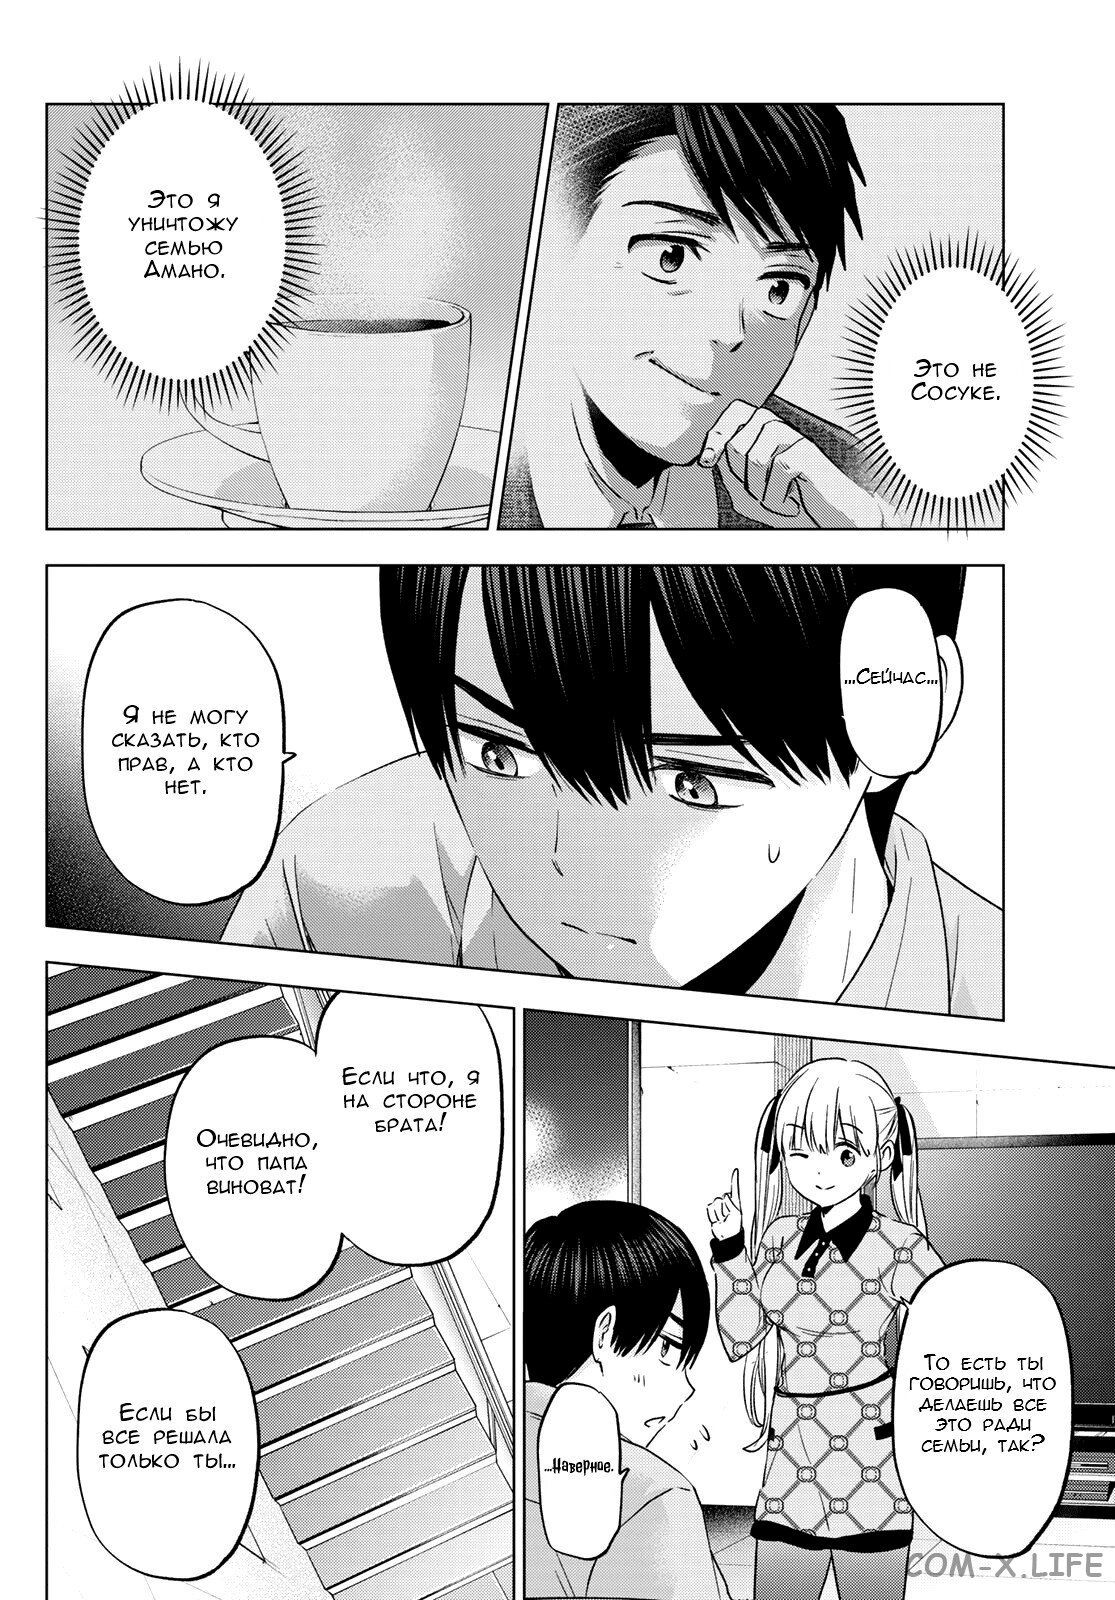 Это не
Сосуке.
Это я
уничтожу
семью
Амано.
...Сейчас...
Я не могу
сказать, кто
прав, а кто
нет.
То есть ты
говоришь, что
делаешь все
это ради
семьи, так?
...Наверное.
Если что, я
на стороне
брата!
Очевидно,
что папа
виноват!
Если бы
все решала
только ты...
COM-X.LIFE